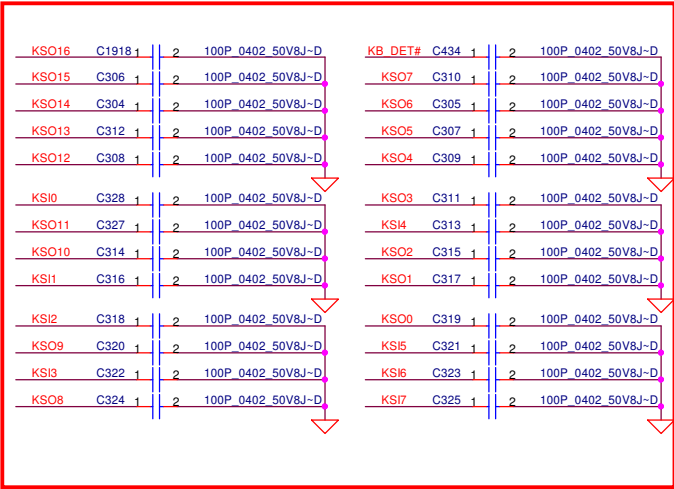 KSO16 C1918 1 2 100P_0402_50V8J~D KB_DET# C434 1 2 100P_0402_50V8J~D
KSO15 C306 1 2 100P_0402_50V8J~D KSO7 C310 1 2 100P_0402_50V8J~D
KSO14 C304 1 2 100P_0402_50V8J~D KSO6 C305 1 2 100P_0402_50V8J~D
KSO13 C312 1 2 100P_0402_50V8J~D KSO5 C307 1 2 100P_0402_50V8J~D
KSO12 C308 1 2 100P_0402_50V8J~D KSO4 C309 1 2 100P_0402_50V8J~D
KSI0 C328 1 2 100P_0402_50V8J~D KSO3 C311 1 2 100P_0402_50V8J~D
KSO11 C327 1 2 100P_0402_50V8J~D KSI4 C313 1 2 100P_0402_50V8J~D
KSO10 C314 1 2 100P_0402_50V8J~D KSO2 C315 1 2 100P_0402_50V8J~D
KSI1 C316 1 2 100P_0402_50V8J~D KSO1 C317 1 2 100P_0402_50V8J~D
KSI2 C318 1 2 100P_0402_50V8J~D KSO0 C319 1 2 100P_0402_50V8J~D
KSO9 C320 1 2 100P_0402_50V8J~D KSI5 C321 1 2 100P_0402_50V8J~D
KSI3 C322 1 2 100P_0402_50V8J~D KSI6 C323 1 2 100P_0402_50V8J~D
KSO8 C324 1 2 100P_0402_50V8J~D KSI7 C325 1 2 100P_0402_50V8J~D